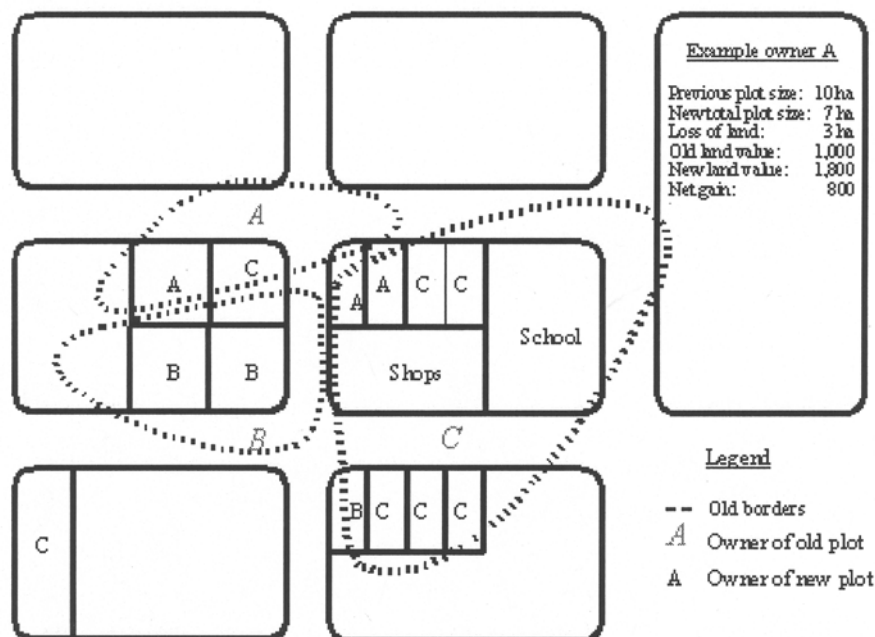 Example owner A
Previous plot size: 10 ha
New total plot size: 7 ha
Loss of land: 3 ha
Old land value: 1,000
New land value: 1,800
Net gain: 800
A
A
C
A
A
C
C
School
B
B
Shops
B
C
C
B
C
C
C
Legend
Old borders
A Owner of old plot
A Owner of new plot